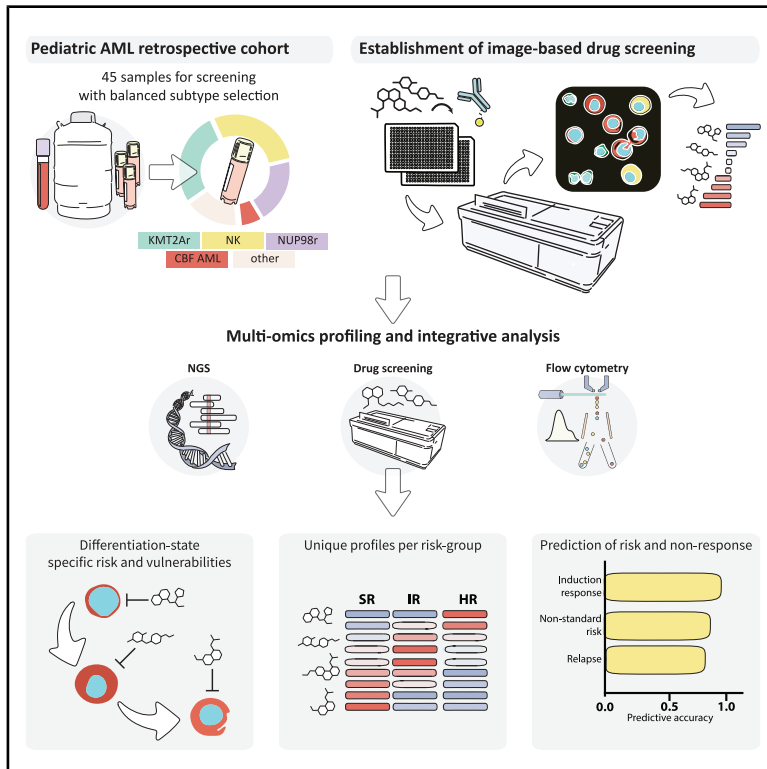 Pediatric AML retrospective cohort
45 samples for screening
with balanced subtype selection
KMT2Ar
NK
NUP98r
CBF AML
other
Establishment of image-based drug screening
Multi-omics profiling and integrative analysis
NGS
Drug screening
Flow cytometry
Differentiation-state
specific risk and vulnerabilities
Unique profiles per risk-group
SR
IR
HR
Prediction of risk and non-response
Induction
response
Non-standard
risk
Relapse
0.0
0.5
1.0
Predictive accuracy